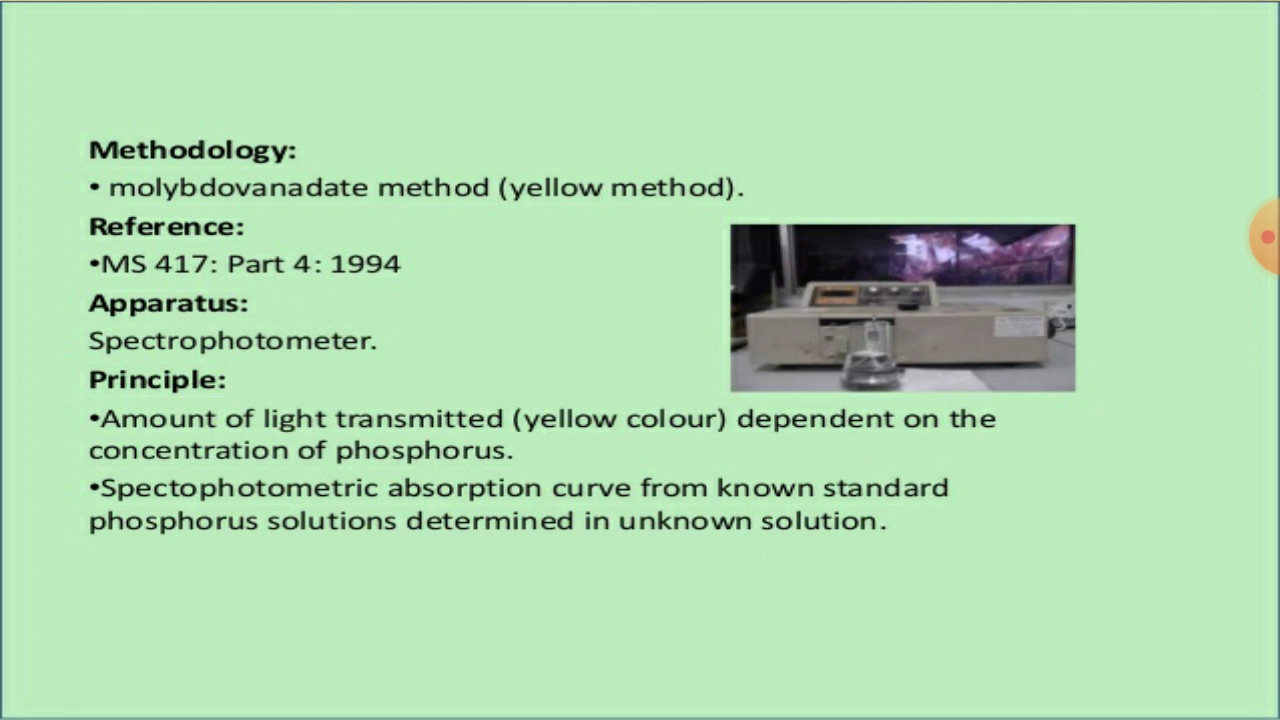 Methodology:
• molybdovanadate method (yellow method).
Reference:
•MS 417: Part 4: 1994
Apparatus:
Spectrophotometer.
Principle:
•Amount of light transmitted (yellow colour) dependent on the
concentration of phosphorus.
•Spectophotometric absorption curve from known standard
phosphorus solutions determined in unknown solution.